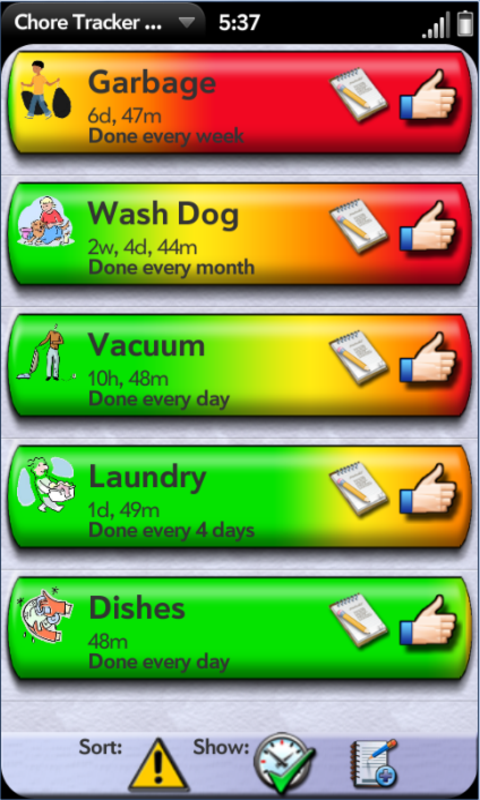 Chore Tracker ... 5:37
Garbage
6d, 47m
Done every week
Wash Dog
2w, 4d, 44m
Done every month
Vacuum
10h, 48m
Done every day
Laundry
1d, 49m
Done every 4 days
Dishes
48m
Done every day
Sort: Show: